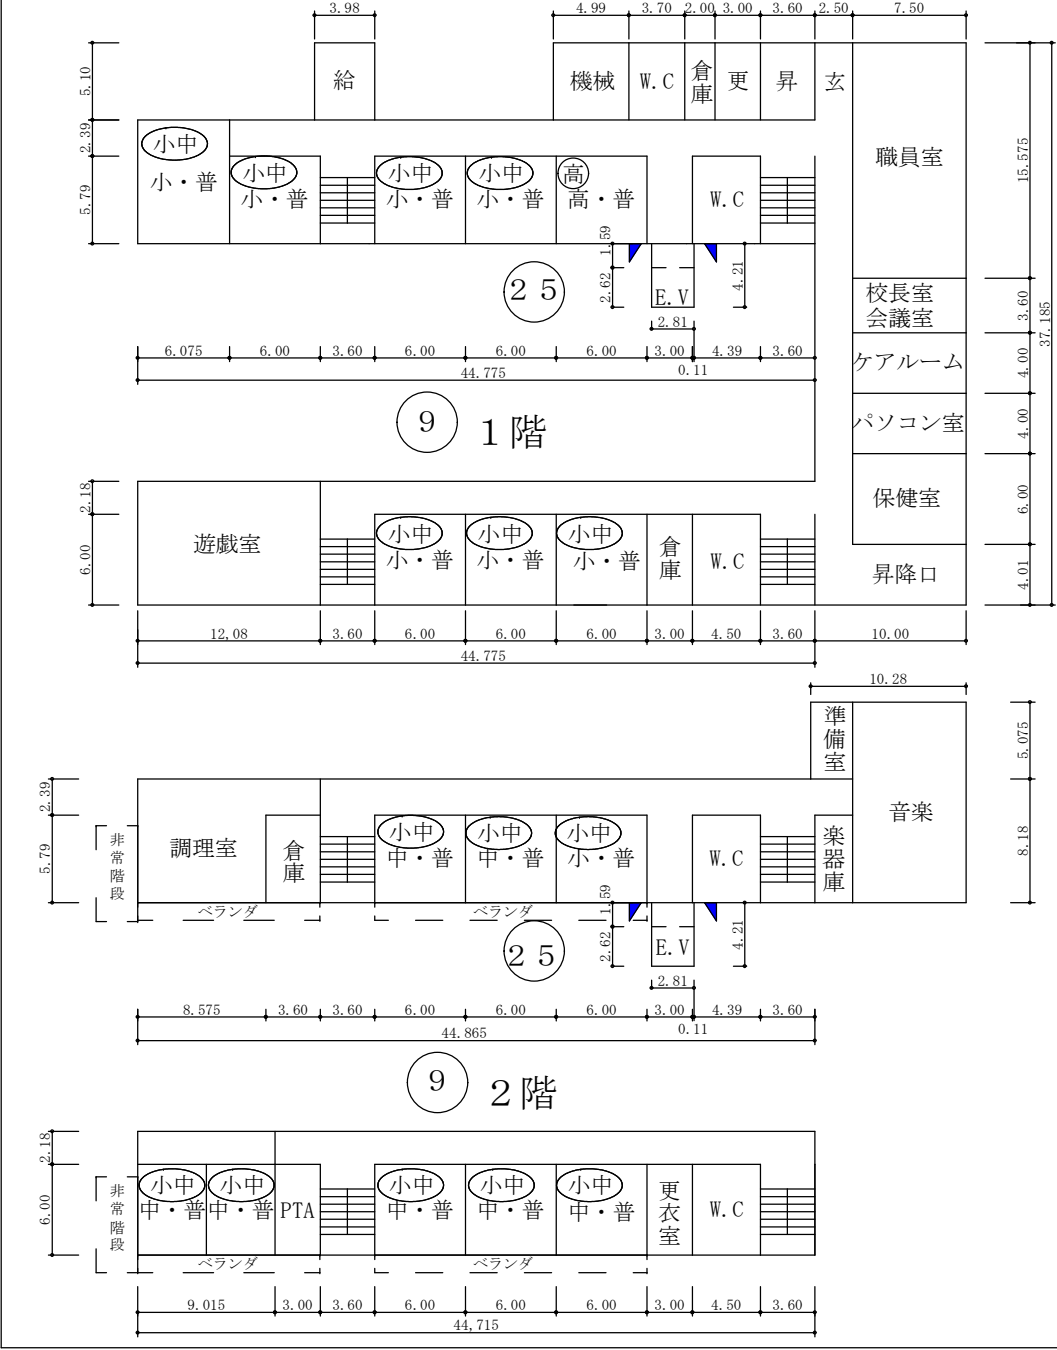 3.98
4.99 3.70 2.00 3.00 3.60 2.50 7.50
5.10
給
機械 W.C 倉庫 更 昇 玄
2.39
小中
小・普
小中
小・普
小中
小・普
小中
小・普
高
高・普
W.C
職員室
15.575
5.79
1.59
2.62
E.V
4.21
2.81
25
校長室
会議室
3.60
37.185
6.075 6.00 3.60 6.00 6.00 6.00 3.00 4.39 3.60
0.11
44.775
ケアルーム
4.00
パソコン室
4.00
9 1階
2.18
保健室
6.00
遊戯室
小中
小・普
小中
小・普
小中
小・普
倉庫
W.C
6.00
昇降口
4.01
12,08 3.60 6.00 6.00 6.00 3.00 4.50 3.60 10.00
44.775
10.28
準備室
5.075
2.39
音楽
非常階段
調理室
倉庫
小中
中・普
小中
中・普
小中
小・普
W.C
楽器庫
8.18
5.79
ベランダ
ベランダ
1.59
2.62
E.V
4.21
2.81
25
8.575 3.60 3.60 6.00 6.00 6.00 3.00 4.39 3.60
0.11
44.865
9 2階
2.18
非常階段
小中
中・普
小中
中・普
PTA
小中
中・普
小中
中・普
小中
中・普
更衣室
W.C
6.00
ベランダ
ベランダ
9.015 3.00 3.60 6.00 6.00 6.00 3.00 4.50 3.60
44,715